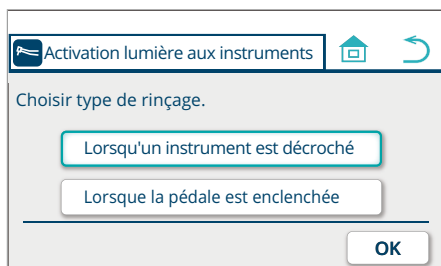 Activation lumière aux instruments
Choisir type de rinçage.
Lorsqu'un instrument est décroché
Lorsque la pédale est enclenchée
OK